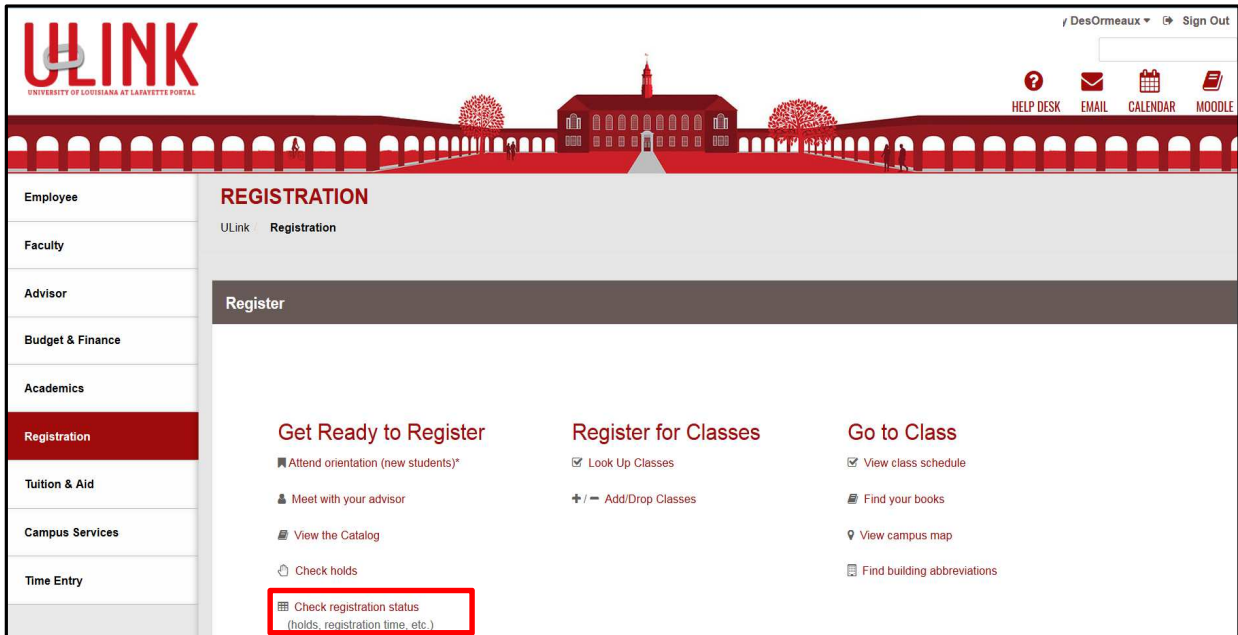 DesOrmeaux Sign Out
ULINK
UNIVERSITY OF LOUISIANA AT LAFAYETTE PORTAL
HELP DESK EMAIL CALENDAR MOODLE
Employee
Faculty
Advisor
Budget & Finance
Academics
Registration
Tuition & Aid
Campus Services
Time Entry
REGISTRATION
ULink / Registration
Register
Get Ready to Register
Attend orientation (new students)*
Meet with your advisor
View the Catalog
Check holds
Check registration status
(holds, registration time, etc.)
Register for Classes
Look Up Classes
+ / − Add/Drop Classes
Go to Class
View class schedule
Find your books
View campus map
Find building abbreviations